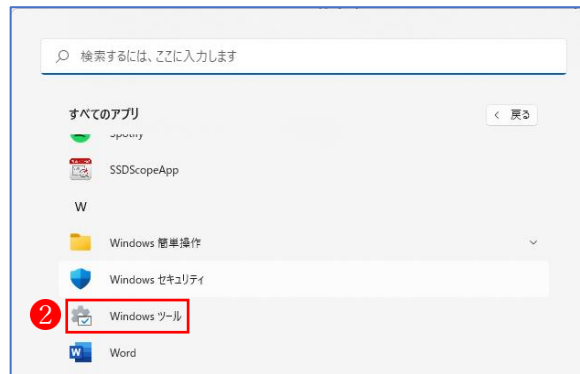 検索するには、ここに入力します
すべてのアプリ
戻る
Spotify
SSDScopeApp
W
Windows 簡単操作
Windows セキュリティ
2
Windows ツール
Word